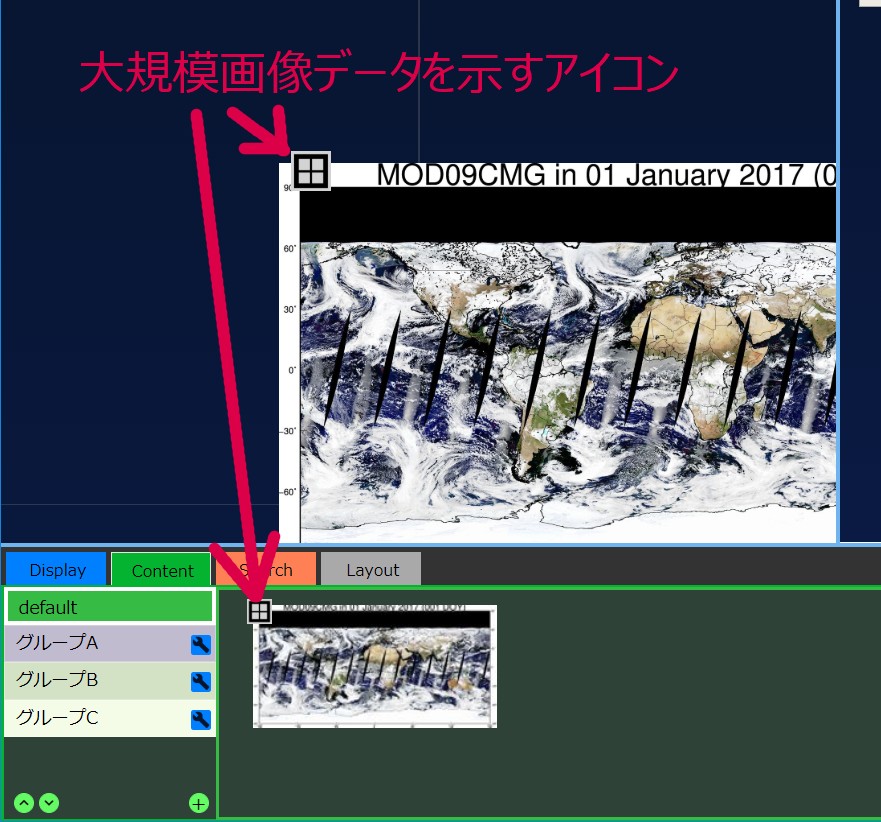 大規模画像データを示すアイコン
MOD09CMG in 01 January 2017 (0
90
60°
30°
0°
-30°
-60°
Display
Content
Layout
default
グループA
グループB
グループC
MOD09CMG in 01 January 2017 (001 DOY)